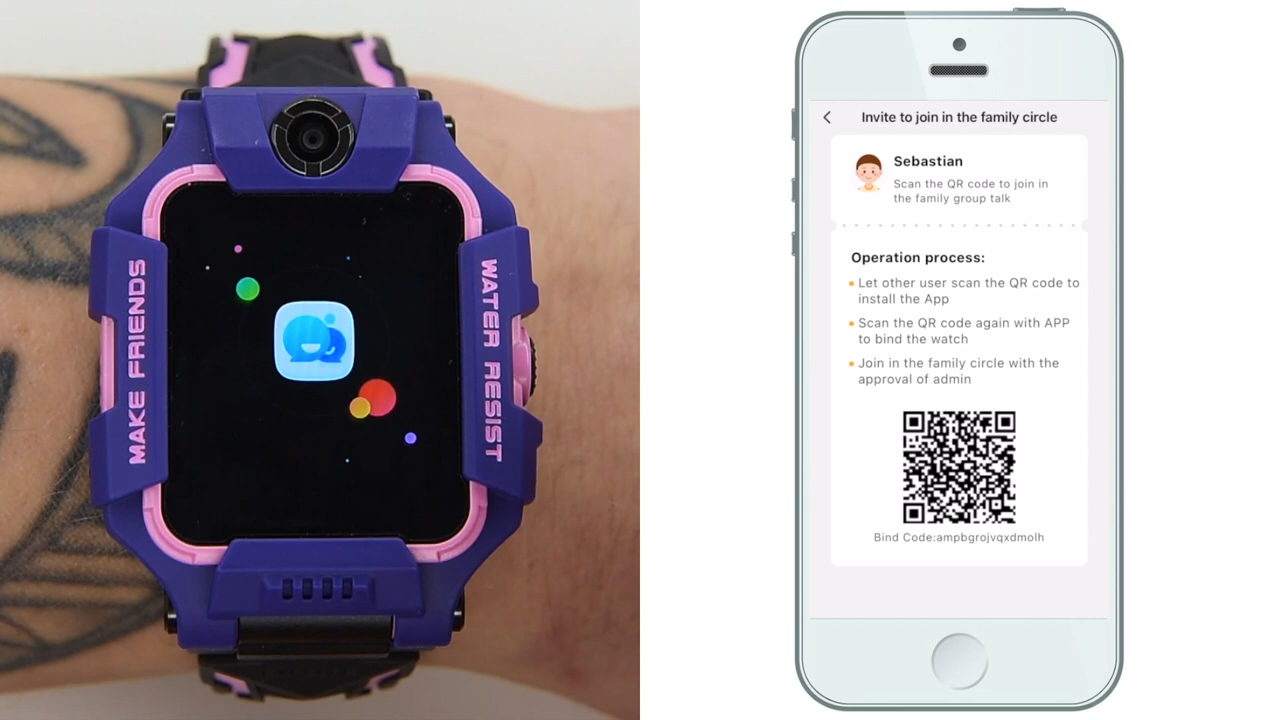 MAKE FRIENDS
WATER RESIST
Invite to join in the family circle
Sebastian
Scan the QR code to join in
the family group talk
Operation process:
Let other user scan the QR code to
install the App
Scan the QR code again with APP
to bind the watch
Join in the family circle with the
approval of admin
Bind Code:ampbgrojvqxdmolh